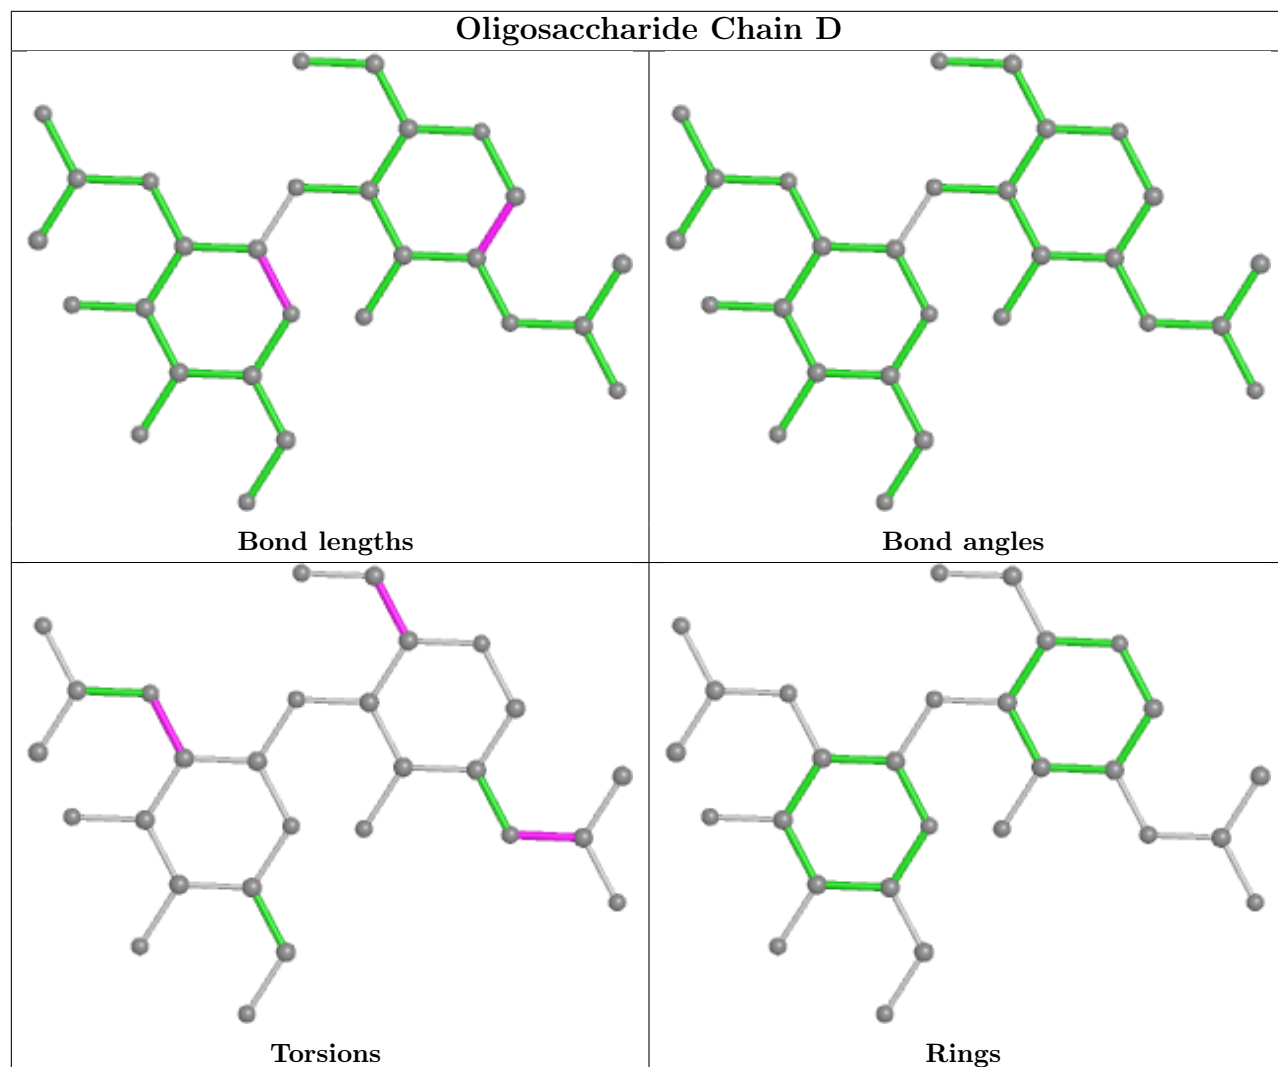 Oligosaccharide Chain D
Bond lengths
Bond angles
Torsions
Rings